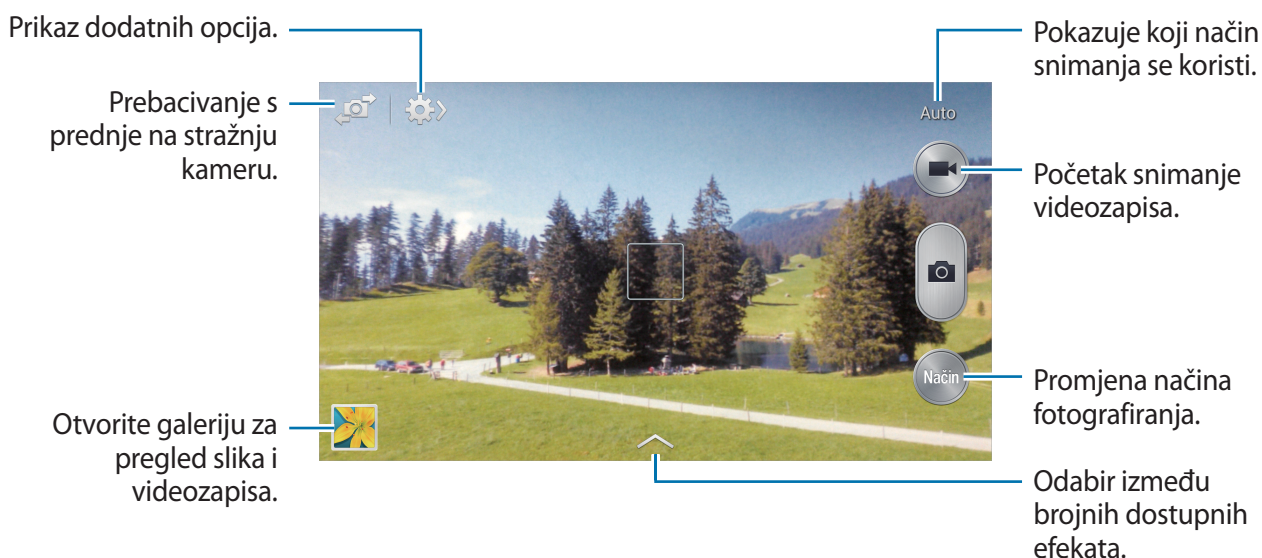 Prikaz dodatnih opcija.
Prebacivanje s
prednje na stražnju
kameru.
Otvorite galeriju za
pregled slika i
videozapisa.
Auto
Način
Pokazuje koji način
snimanja se koristi.
Početak snimanje
videozapisa.
Promjena načina
fotografiranja.
Odabir između
brojnih dostupnih
efekata.